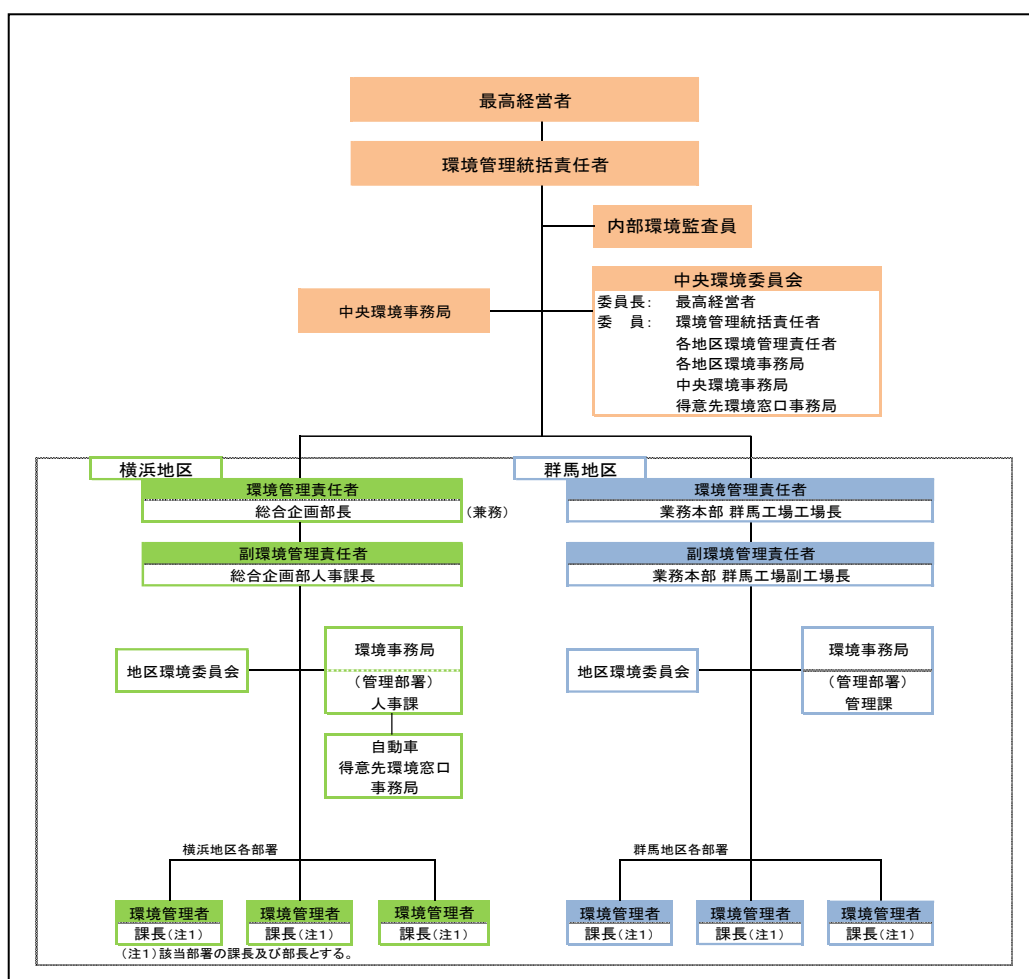 最高経営者
環境管理統括責任者
内部環境監査員
中央環境事務局
中央環境委員会
委員長: 最高経営者
委 員: 環境管理統括責任者
各地区環境管理責任者
各地区環境事務局
中央環境事務局
得意先環境窓口事務局
横浜地区
環境管理責任者
総合企画部長
(兼務)
副環境管理責任者
総合企画部人事課長
地区環境委員会
環境事務局
(管理部署)
人事課
自動車
得意先環境窓口
事務局
横浜地区各部署
環境管理者
課長(注1)
環境管理者
課長(注1)
環境管理者
課長(注1)
(注1)該当部署の課長及び部長とする。
群馬地区
環境管理責任者
業務本部 群馬工場工場長
副環境管理責任者
業務本部 群馬工場副工場長
地区環境委員会
環境事務局
(管理部署)
管理課
群馬地区各部署
環境管理者
課長(注1)
環境管理者
課長(注1)
環境管理者
課長(注1)